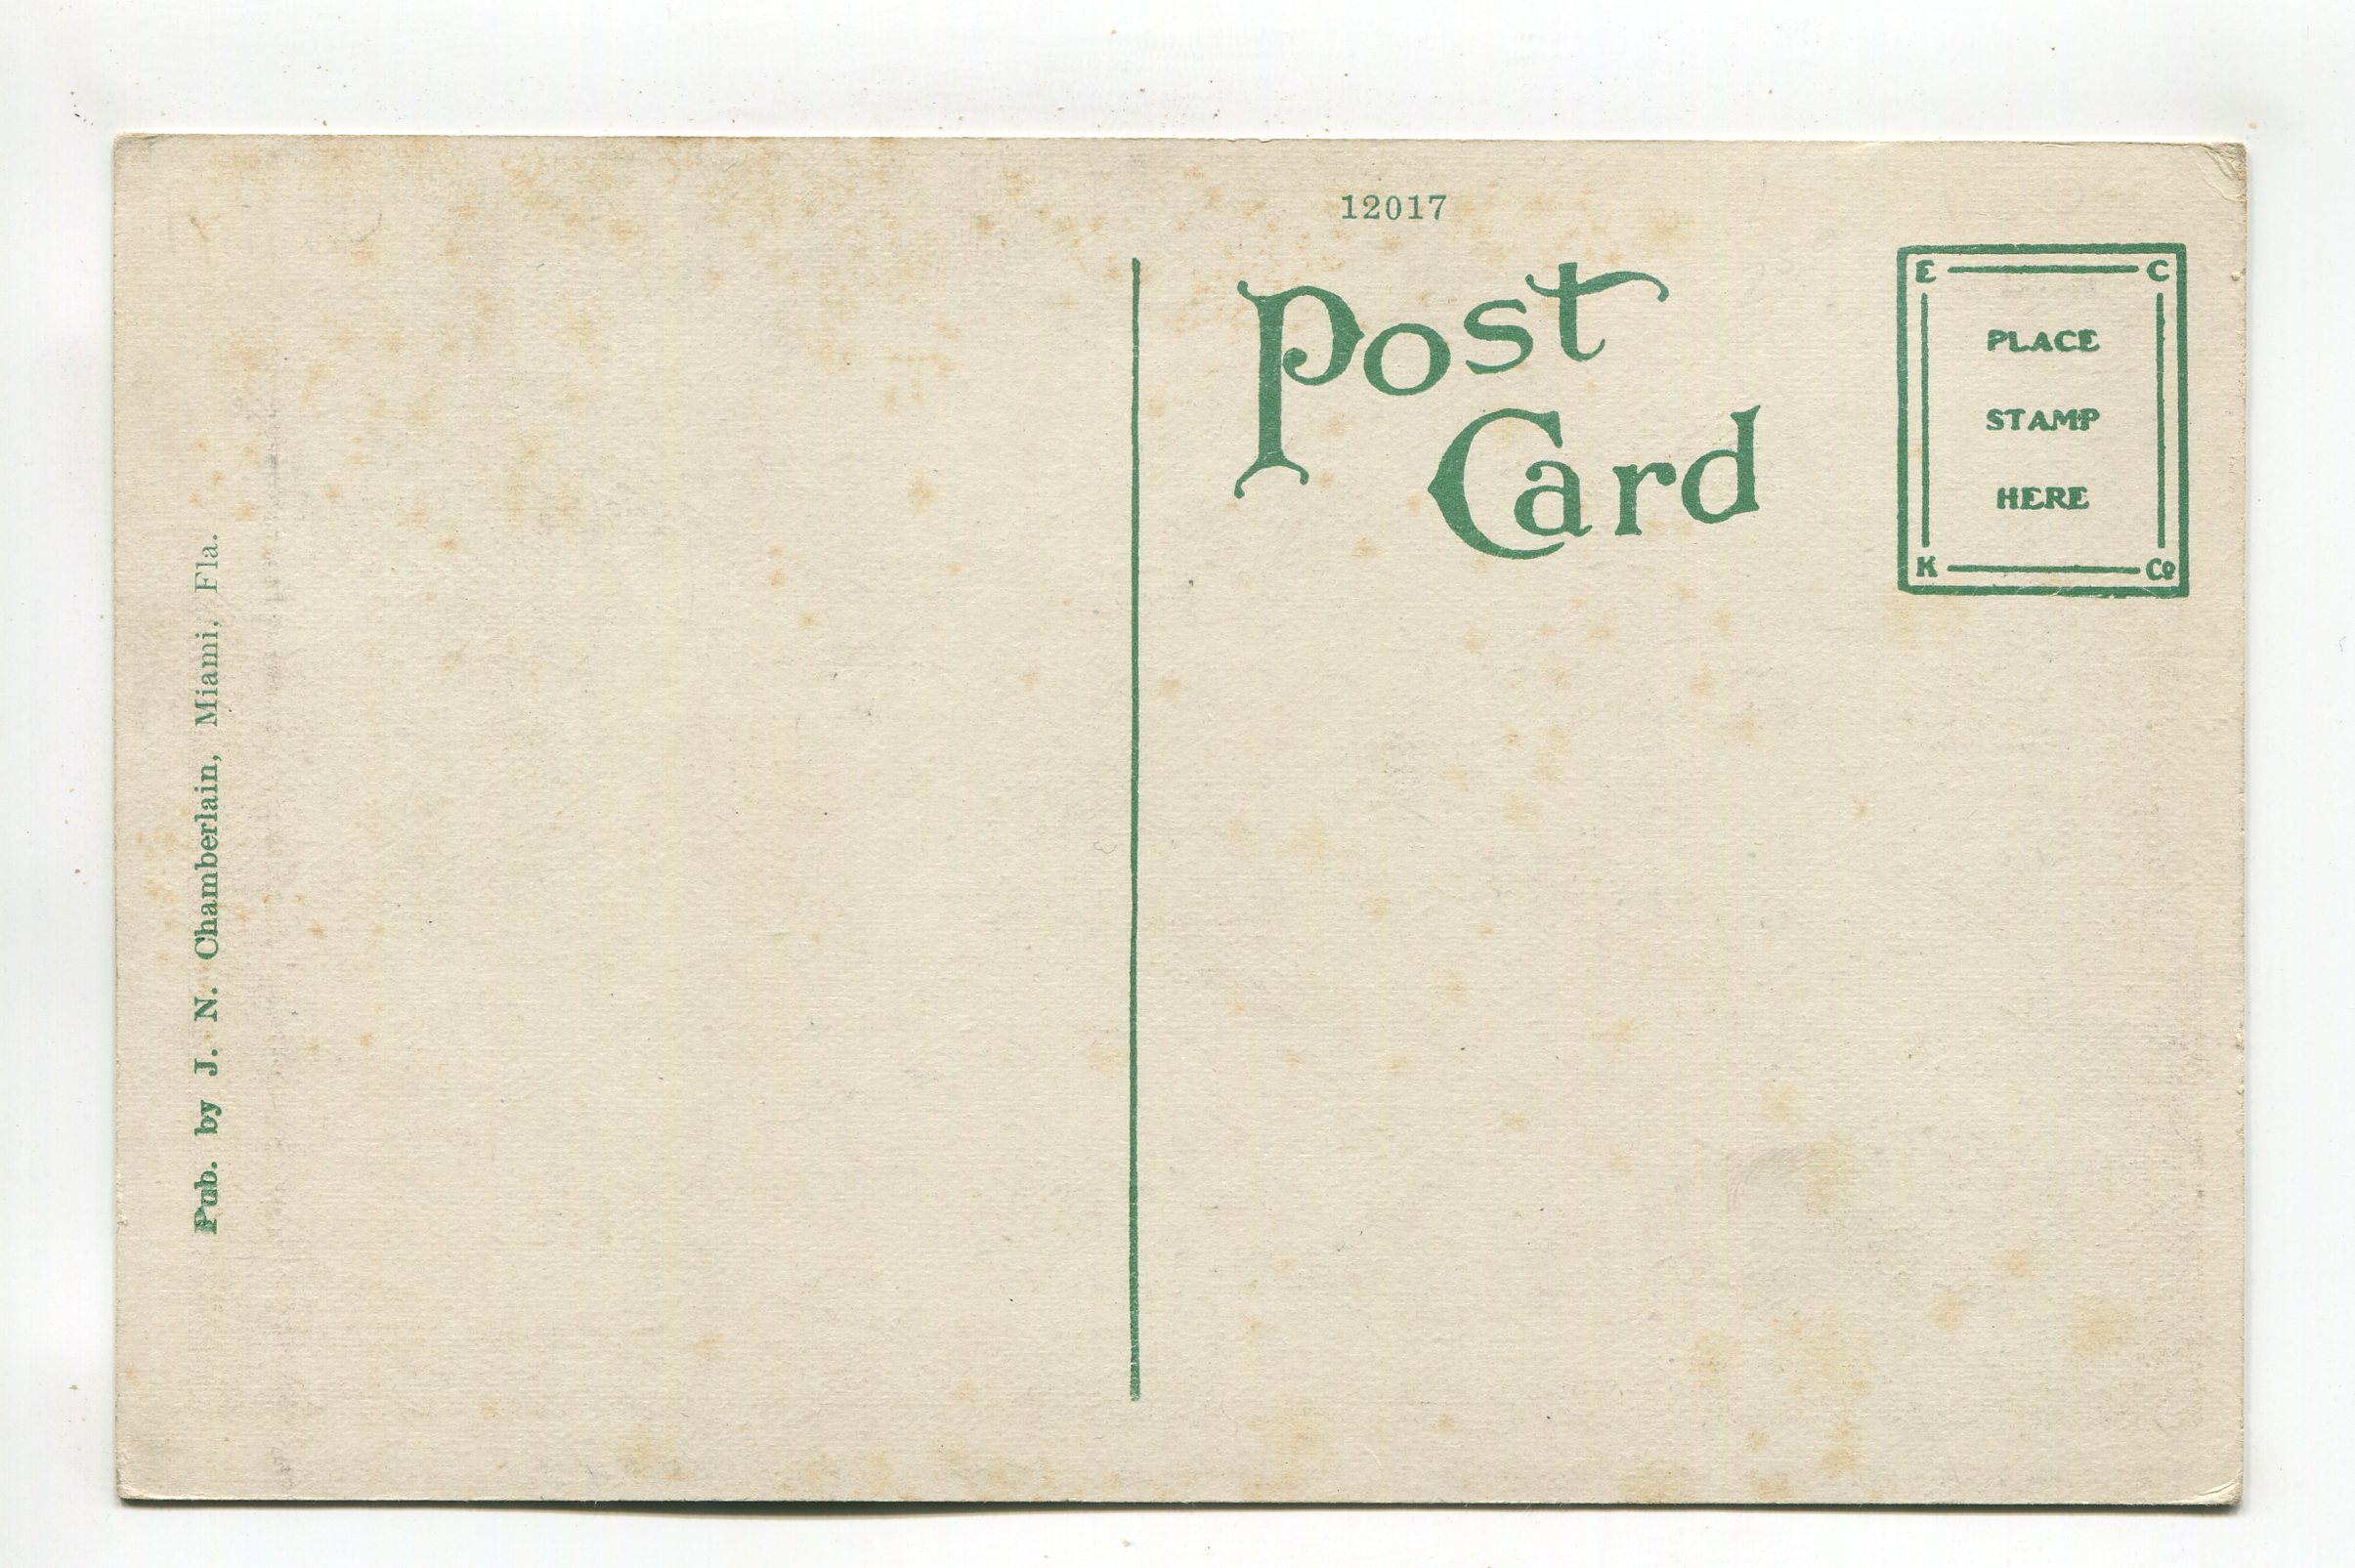 12017
Post
Card
E C
PLACE
STAMP
HERE
K Co
Pub. by J. N. Chamberlain, Miami, Fla.